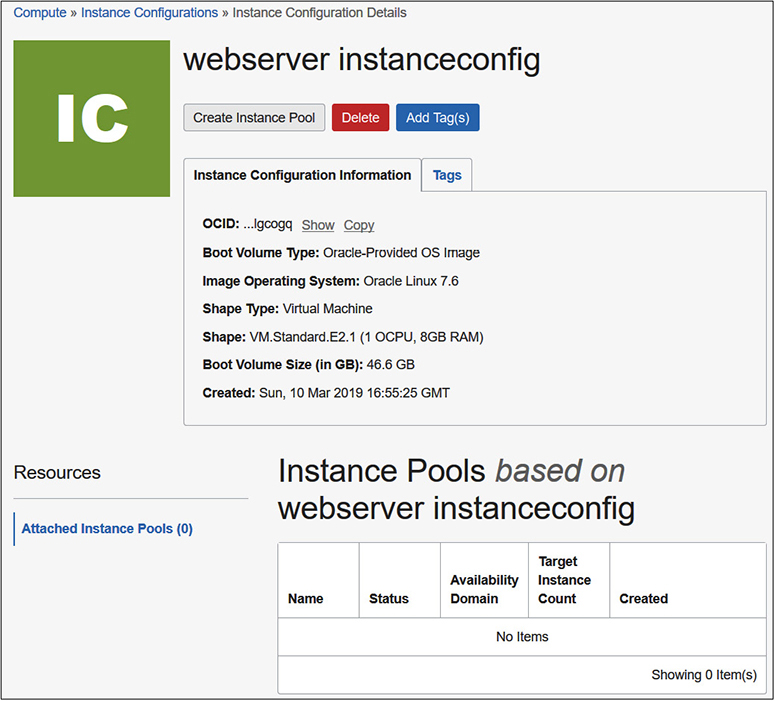 Compute » Instance Configurations » Instance Configuration Details
IC
webserver instanceconfig
Create Instance Pool Delete Add Tag(s)
Instance Configuration Information Tags
OCID: ...lgcogq Show Copy
Boot Volume Type: Oracle-Provided OS Image
Image Operating System: Oracle Linux 7.6
Shape Type: Virtual Machine
Shape: VM.Standard.E2.1 (1 OCPU, 8GB RAM)
Boot Volume Size (in GB): 46.6 GB
Created: Sun, 10 Mar 2019 16:55:25 GMT
Resources
Attached Instance Pools (0)
Instance Pools based on
webserver instanceconfig
Name Status Availability Domain Target Instance Count Created
No Items
Showing 0 Item(s)